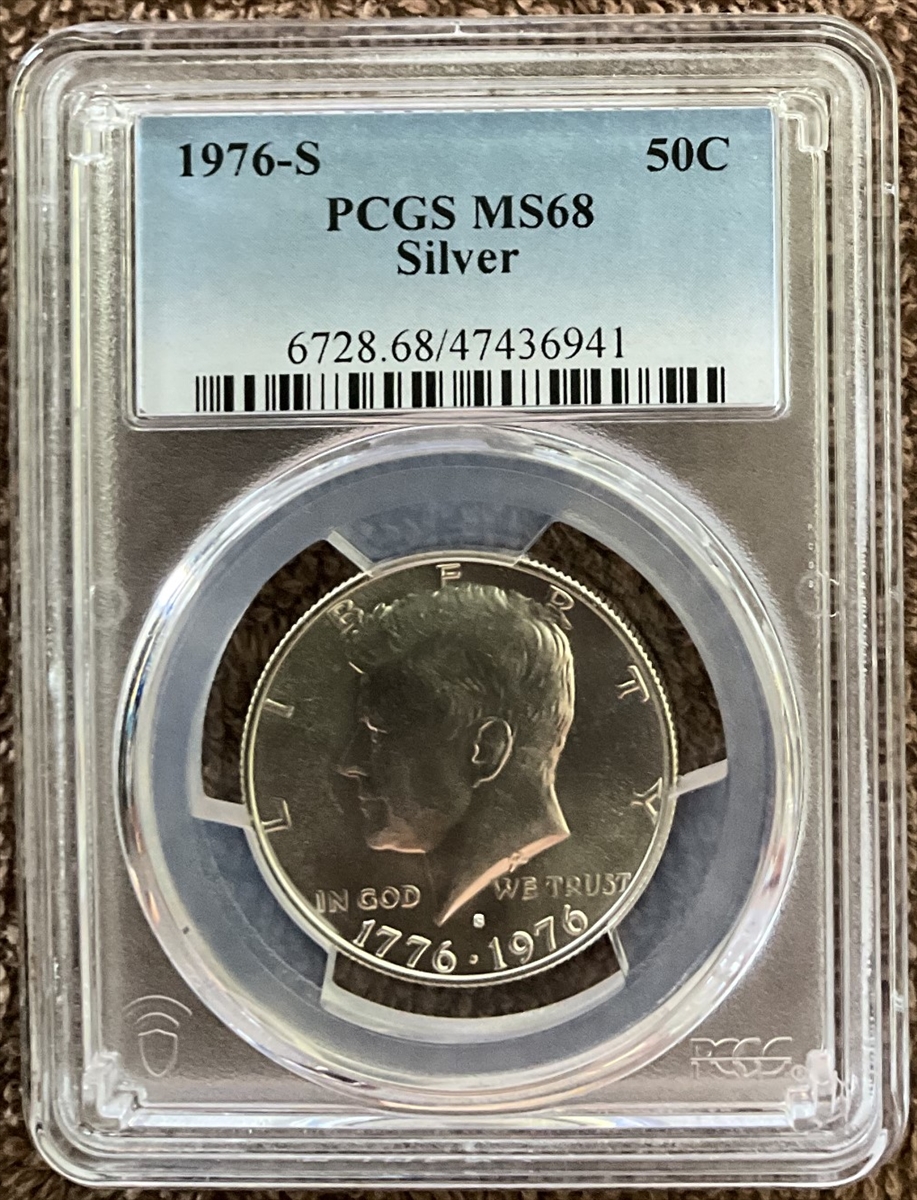 1976-S 50C
PCGS MS68
Silver
6728.68/47436941
LIBERTY
IN GOD WE TRUST
S
1776·1976
PCGS